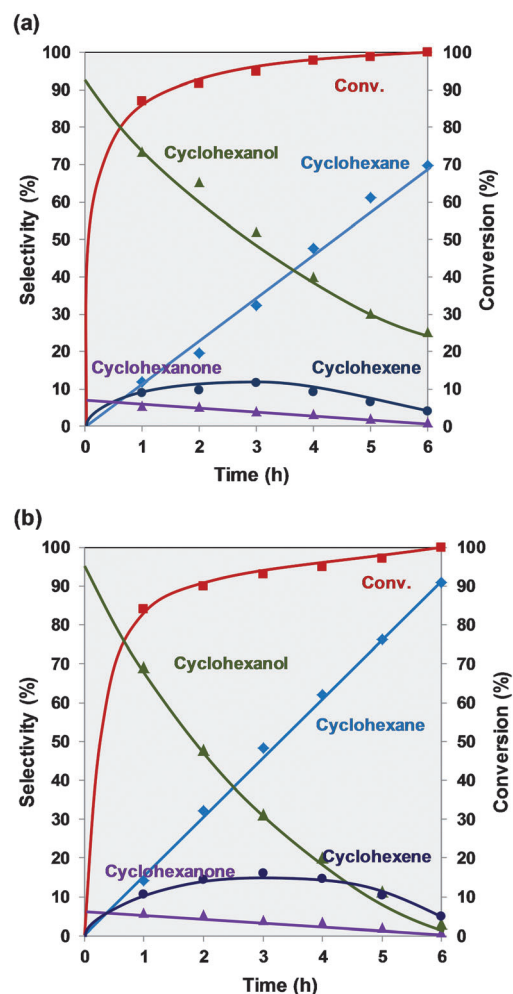 (a)
100
90
80
70
60
50
40
30
20
10
0
Selectivity (%)
100
90
80
70
60
50
40
30
20
10
0
Conversion (%)
Conv.
Cyclohexanol
Cyclohexane
Cyclohexanone
Cyclohexene
0 1 2 3 4 5 6
Time (h)
(b)
100
90
80
70
60
50
40
30
20
10
0
Selectivity (%)
100
90
80
70
60
50
40
30
20
10
0
Conversion (%)
Conv.
Cyclohexanol
Cyclohexane
Cyclohexanone
Cyclohexene
0 1 2 3 4 5 6
Time (h)